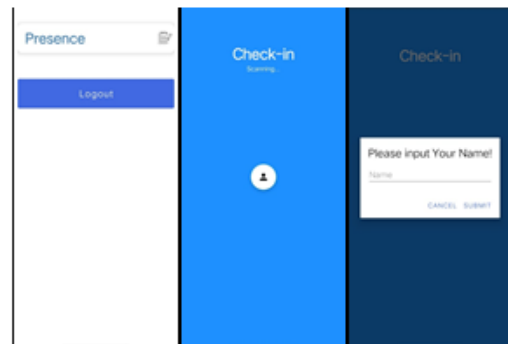 Presence
Logout
Check-in
Scanning...
Check-in
Please input Your Name!
Name
CANCEL SUBMIT